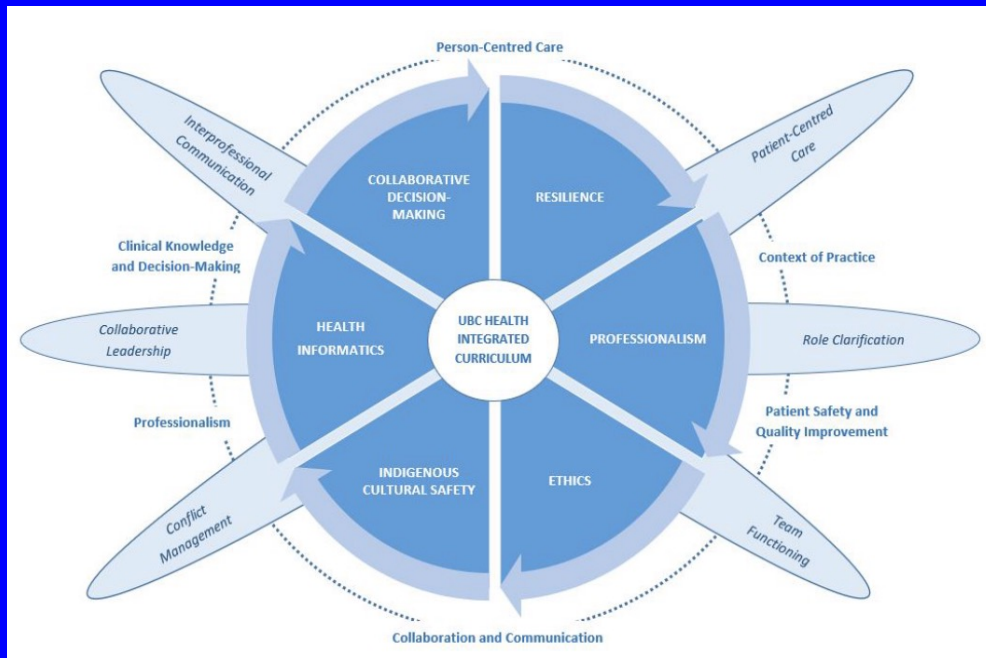 Person-Centred Care
Interprofessional
Communication
Patient-Centred
Care
COLLABORATIVE
DECISION-
MAKING
RESILIENCE
Clinical Knowledge
and Decision-Making
Context of Practice
Collaborative
Leadership
HEALTH
INFORMATICS
UBC HEALTH
INTEGRATED
CURRICULUM
PROFESSIONALISM
Role Clarification
Professionalism
Patient Safety and
Quality Improvement
INDIGENOUS
CULTURAL SAFETY
ETHICS
Conflict
Management
Team
Functioning
Collaboration and Communication